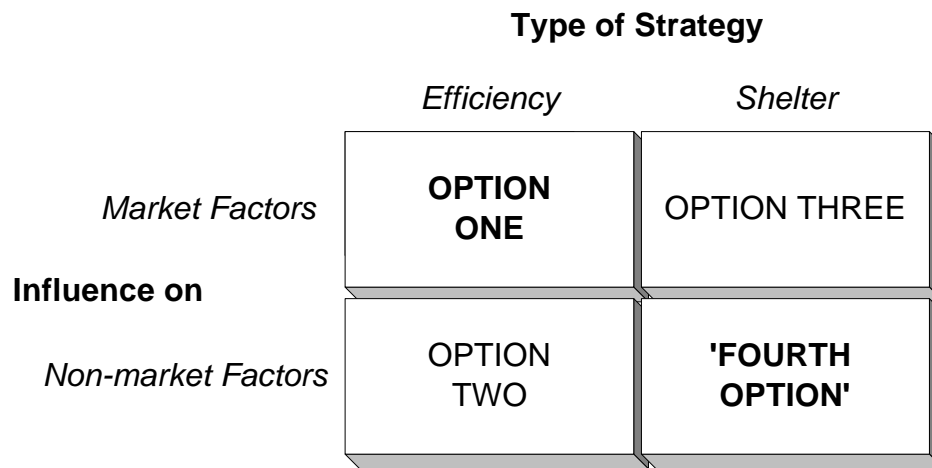 Type of Strategy
Efficiency
Shelter
Market Factors
OPTION
ONE
OPTION THREE
Influence on
Non-market Factors
OPTION
TWO
'FOURTH
OPTION'